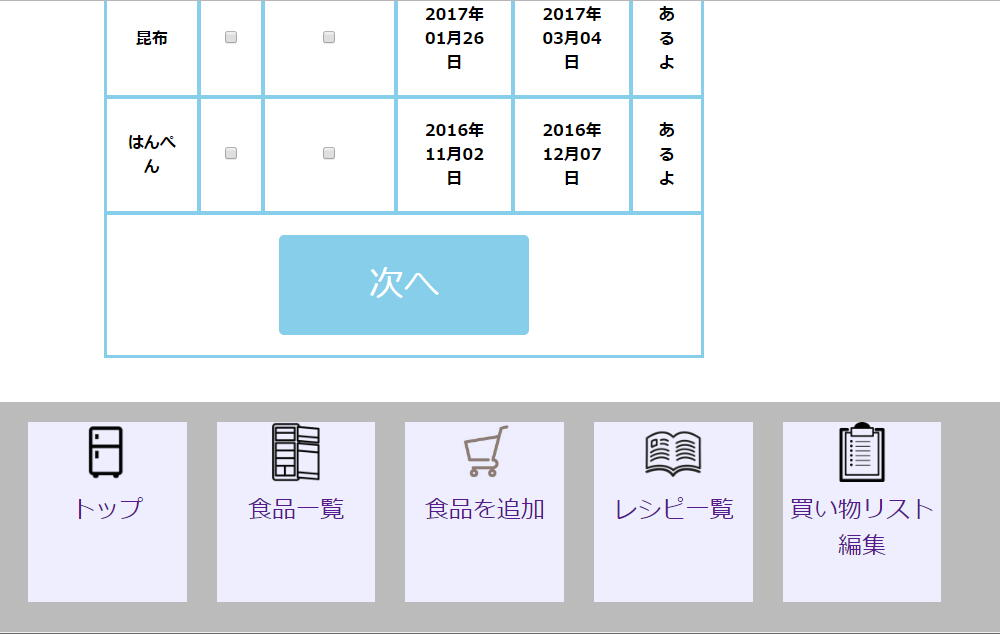 昆布
2017年
01月26
日
2017年
03月04
日
あ
る
よ
はんぺ
ん
2016年
11月02
日
2016年
12月07
日
あ
る
よ
次へ
トップ
食品一覧
食品を追加
レシピ一覧
買い物リスト
編集